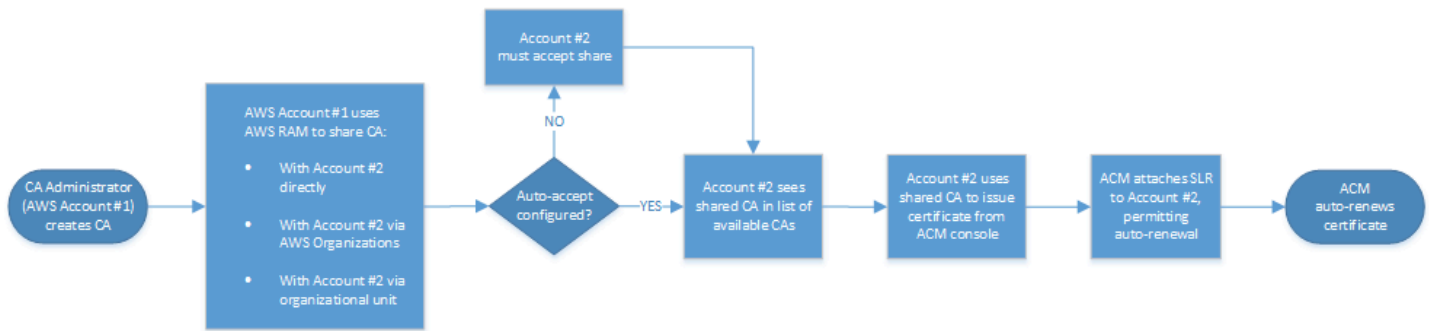 CA Administrator
(AWS Account #1)
creates CA
AWS Account #1 uses
AWS RAM to share CA:
• With Account #2
directly
• With Account #2 via
AWS Organizations
• With Account #2 via
organizational unit
Auto-accept
configured?
NO
Account #2
must accept share
YES
Account #2 sees
shared CA in list of
available CAs
Account #2 uses
shared CA to issue
certificate from
ACM console
ACM attaches SLR
to Account #2,
permitting
auto-renewal
ACM
auto-renews
certificate